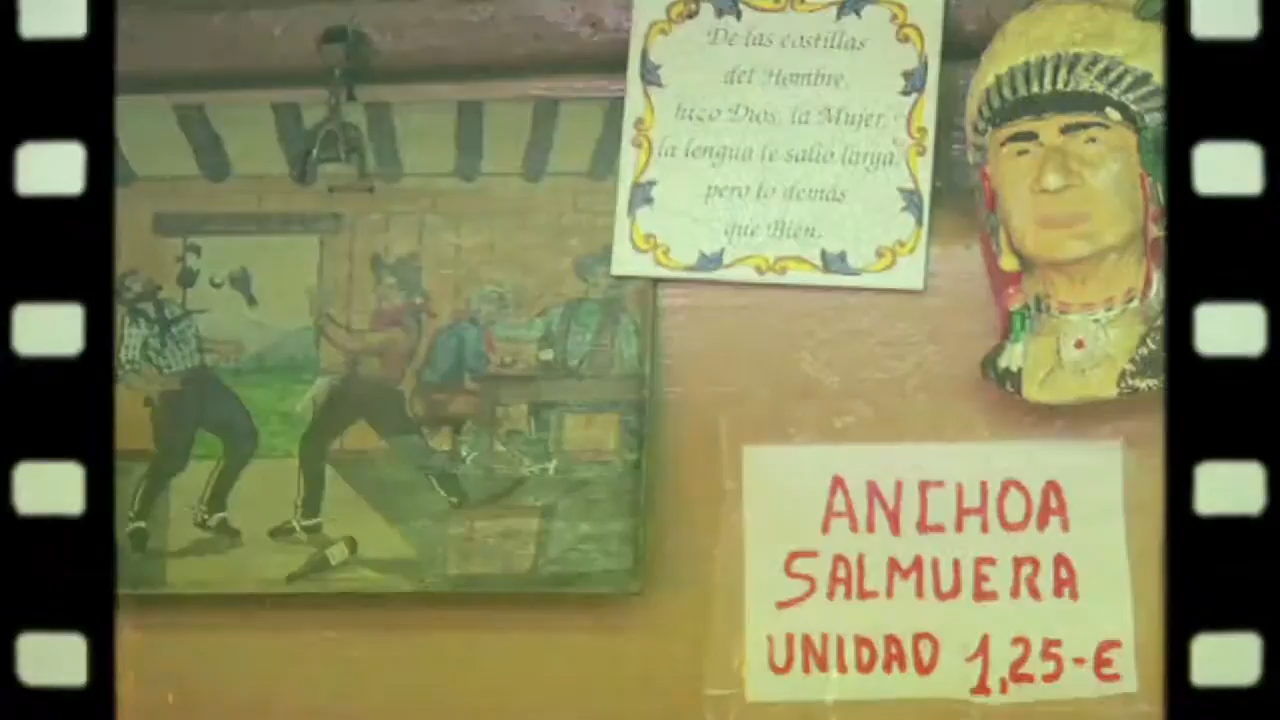 De las costillas
del Hombre,
hizo Dios, la Mujer,
la lengua le salió larga,
pero lo demás
que Bien.
ANCHOA
SALMUERA
UNIDAD 1,25-€